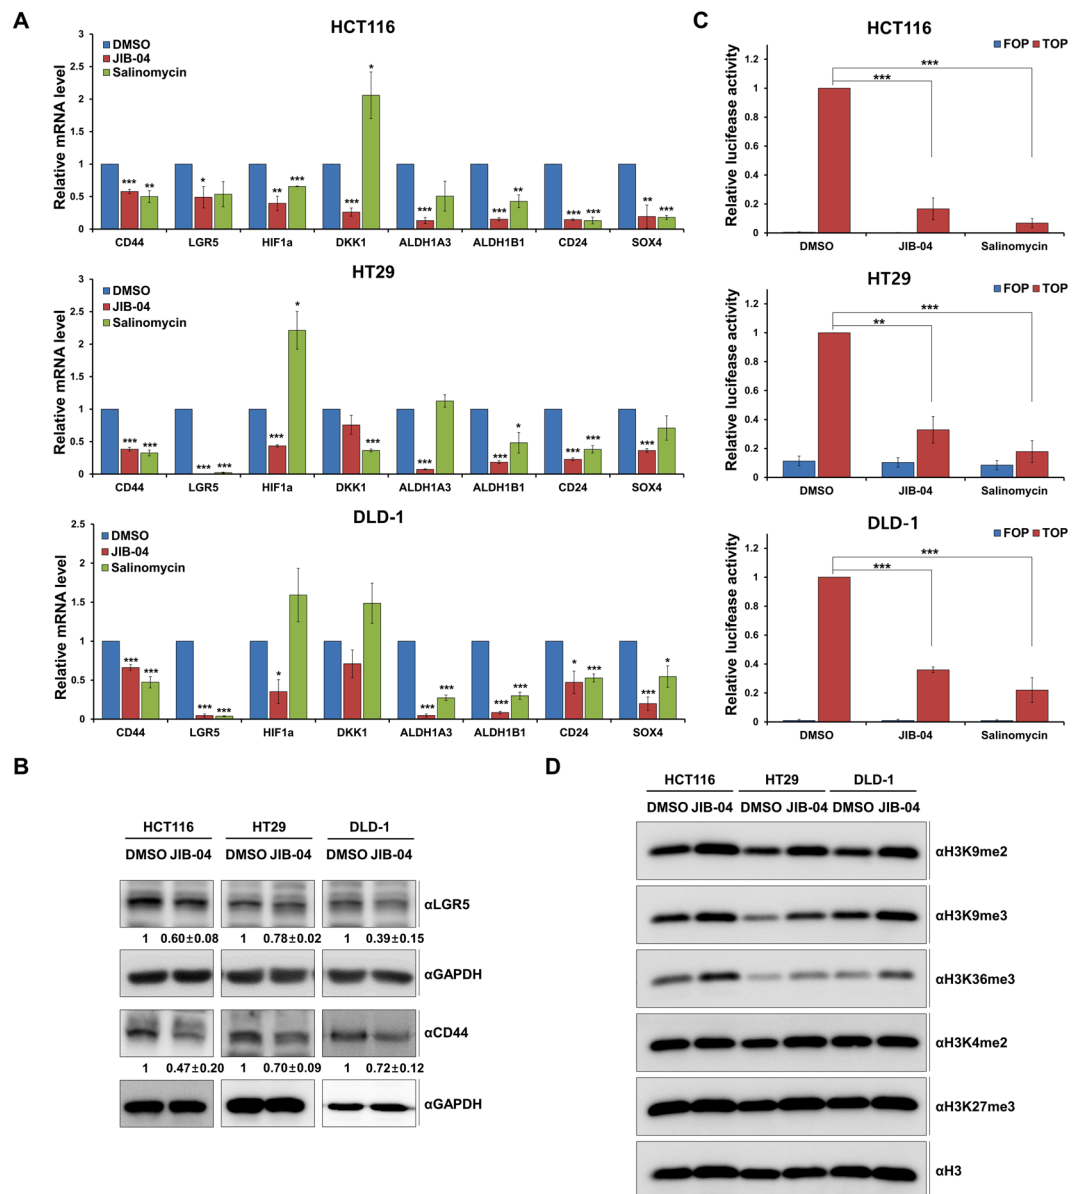 A
HCT116
Relative mRNA level
DMSO
JIB-04
Salinomycin
3
2.5
2
1.5
1
0.5
0
*** ** * ** *** *** * *** *** ** *** *** ** ***
CD44 LGR5 HIF1a DKK1 ALDH1A3 ALDH1B1 CD24 SOX4
HT29
Relative mRNA level
DMSO
JIB-04
Salinomycin
3
2.5
2
1.5
1
0.5
0
*** *** *** *** *** * *** *** *** * *** *** ***
CD44 LGR5 HIF1a DKK1 ALDH1A3 ALDH1B1 CD24 SOX4
DLD-1
Relative mRNA level
DMSO
JIB-04
Salinomycin
2.5
2
1.5
1
0.5
0
*** *** *** *** * *** *** *** *** * *** *** *
CD44 LGR5 HIF1a DKK1 ALDH1A3 ALDH1B1 CD24 SOX4
B
HCT116 HT29 DLD-1
DMSO JIB-04 DMSO JIB-04 DMSO JIB-04
αLGR5
1 0.60±0.08 1 0.78±0.02 1 0.39±0.15
αGAPDH
αCD44
1 0.47±0.20 1 0.70±0.09 1 0.72±0.12
αGAPDH
C
HCT116
FOP TOP
Relative lucifease activity
1.2
1
0.8
0.6
0.4
0.2
0
***
***
DMSO JIB-04 Salinomycin
HT29
FOP TOP
Relative lucifease activity
1.2
1
0.8
0.6
0.4
0.2
0
***
**
DMSO JIB-04 Salinomycin
DLD-1
FOP TOP
Relative lucifease activity
1.2
1
0.8
0.6
0.4
0.2
0
***
***
DMSO JIB-04 Salinomycin
D
HCT116 HT29 DLD-1
DMSO JIB-04 DMSO JIB-04 DMSO JIB-04
αH3K9me2
αH3K9me3
αH3K36me3
αH3K4me2
αH3K27me3
αH3